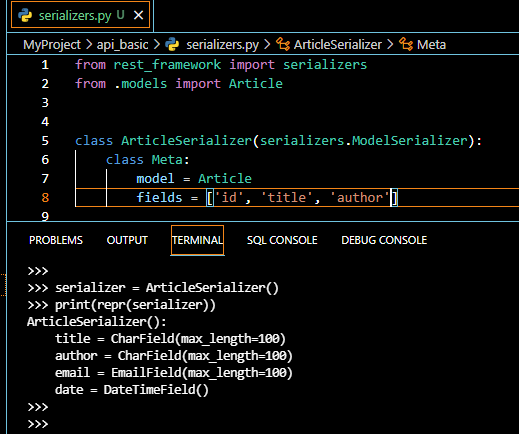 serializers.py U X
MyProject > api_basic > serializers.py > ArticleSerializer > Meta
1 from rest_framework import serializers
2 from .models import Article
3
4
5 class ArticleSerializer(serializers.ModelSerializer):
6 class Meta:
7 model = Article
8 fields = ['id', 'title', 'author']
9
PROBLEMS OUTPUT TERMINAL SQL CONSOLE DEBUG CONSOLE
>>>
>>> serializer = ArticleSerializer()
>>> print(repr(serializer))
ArticleSerializer():
title = CharField(max_length=100)
author = CharField(max_length=100)
email = EmailField(max_length=100)
date = DateTimeField()
>>>
>>>